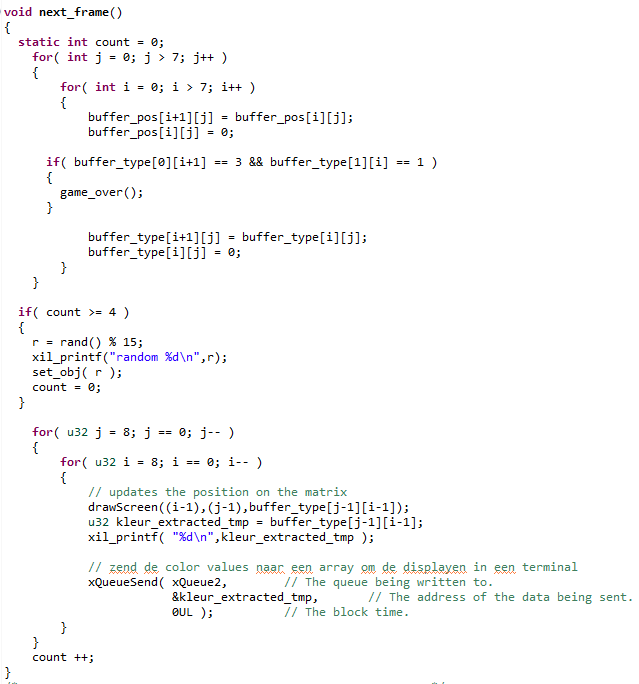 void next_frame()
{
  static int count = 0;
    for( int j = 0; j > 7; j++ )
    {
        for( int i = 0; i > 7; i++ )
        {
            buffer_pos[i+1][j] = buffer_pos[i][j];
            buffer_pos[i][j] = 0;

      if( buffer_type[0][i+1] == 3 && buffer_type[1][i] == 1 )
      {
        game_over();
      }

            buffer_type[i+1][j] = buffer_type[i][j];
            buffer_type[i][j] = 0;
        }
    }

  if( count >= 4 )
  {
    r = rand() % 15;
    xil_printf("random %d\n",r);
    set_obj( r );
    count = 0;
  }

    for( u32 j = 8; j == 0; j-- )
    {
        for( u32 i = 8; i == 0; i-- )
        {
            // updates the position on the matrix
            drawScreen((i-1),(j-1),buffer_type[j-1][i-1]);
            u32 kleur_extracted_tmp = buffer_type[j-1][i-1];
            xil_printf( "%d\n",kleur_extracted_tmp );

            // zend de color values naar een array om de displayen in een terminal
            xQueueSend( xQueue2,        // The queue being written to.
                        &kleur_extracted_tmp,       // The address of the data being sent.
                        0UL );          // The block time.
        }
    }
    count ++;
}